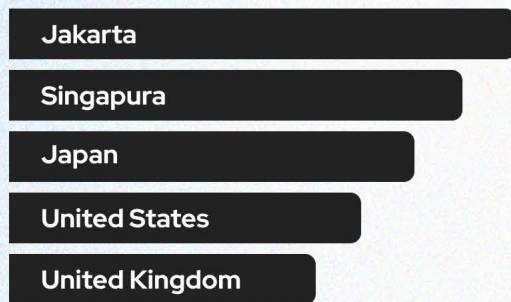 Jakarta
Singapura
Japan
United States
United Kingdom